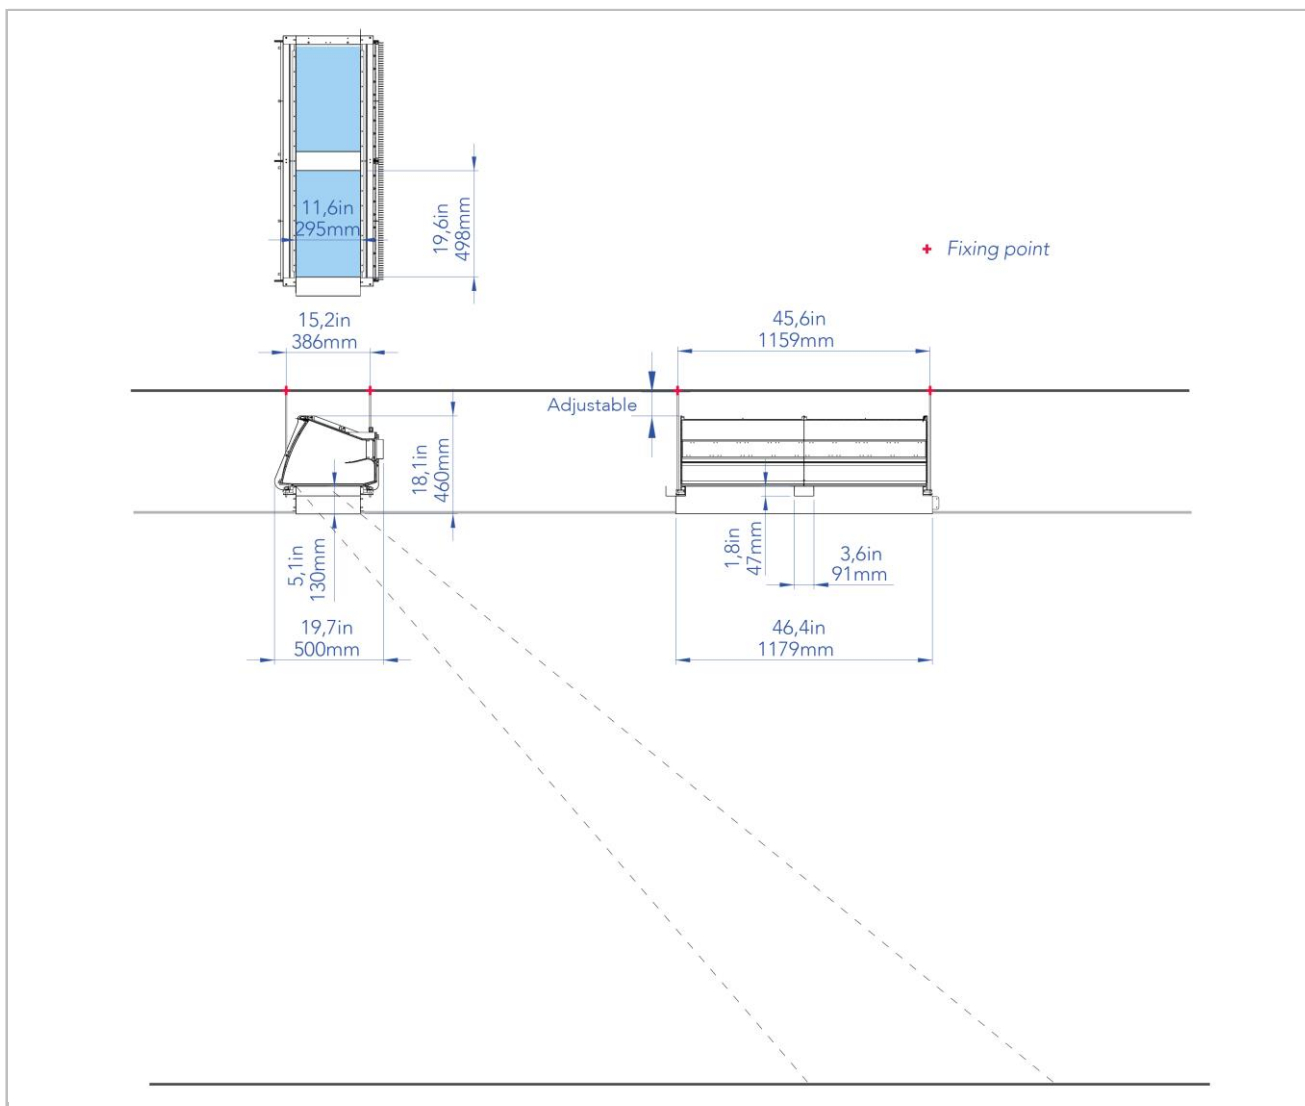 11,6in
295mm
19,6in
498mm
Fixing point
15,2in
386mm
45,6in
1159mm
Adjustable
18,1in
460mm
5,1in
130mm
1,8in
47mm
3,6in
91mm
19,7in
500mm
46,4in
1179mm